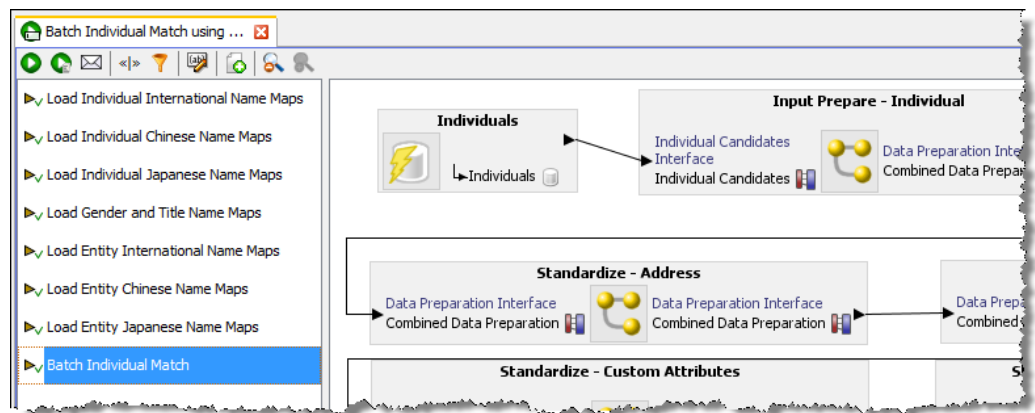 Batch Individual Match using ...
Load Individual International Name Maps
Load Individual Chinese Name Maps
Load Individual Japanese Name Maps
Load Gender and Title Name Maps
Load Entity International Name Maps
Load Entity Chinese Name Maps
Load Entity Japanese Name Maps
Batch Individual Match
Individuals
Individuals
Input Prepare - Individual
Individual Candidates
Interface
Individual Candidates
Data Preparation Inte
Combined Data Prepar
Standardize - Address
Data Preparation Interface
Combined Data Preparation
Data Preparation Interface
Combined Data Preparation
Data Prepa
Combined
Standardize - Custom Attributes
S